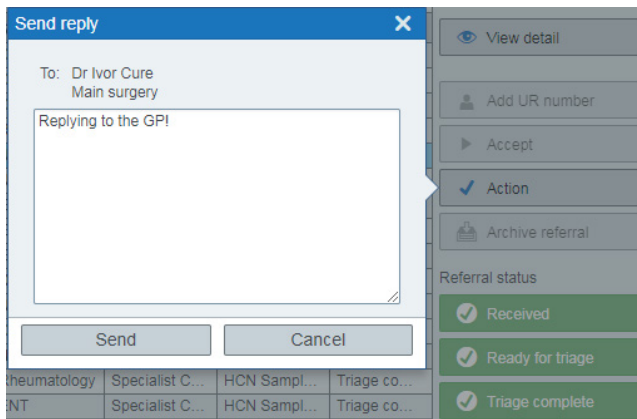 Send reply
To: Dr Ivor Cure
Main surgery
Replying to the GP!
Send
Cancel
View detail
Add UR number
Accept
Action
Archive referral
Referral status
Received
Ready for triage
Triage complete
Specialist C... HCN Sampl... Triage co...
Specialist C... HCN Sampl... Triage co...